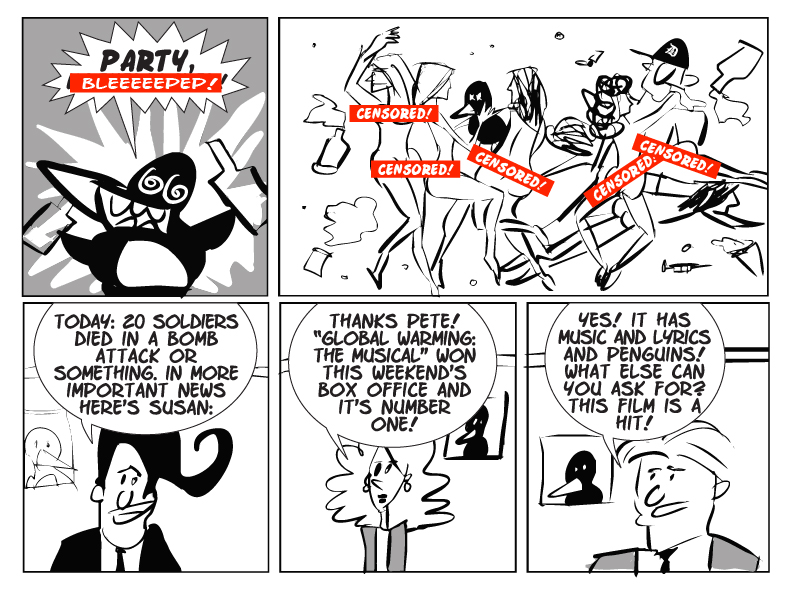 PARTY,
BLEEEEEPEP!
66
CENSORED!
CENSORED!
CENSORED!
CENSORED!
CENSORED!
D
TODAY: 20 SOLDIERS
DIED IN A BOMB
ATTACK OR
SOMETHING. IN MORE
IMPORTANT NEWS
HERE'S SUSAN:
THANKS PETE!
"GLOBAL WARMING:
THE MUSICAL" WON
THIS WEEKEND'S
BOX OFFICE AND
IT'S NUMBER
ONE!
YES! IT HAS
MUSIC AND LYRICS
AND PENGUINS!
WHAT ELSE CAN
YOU ASK FOR?
THIS FILM IS A
HIT!